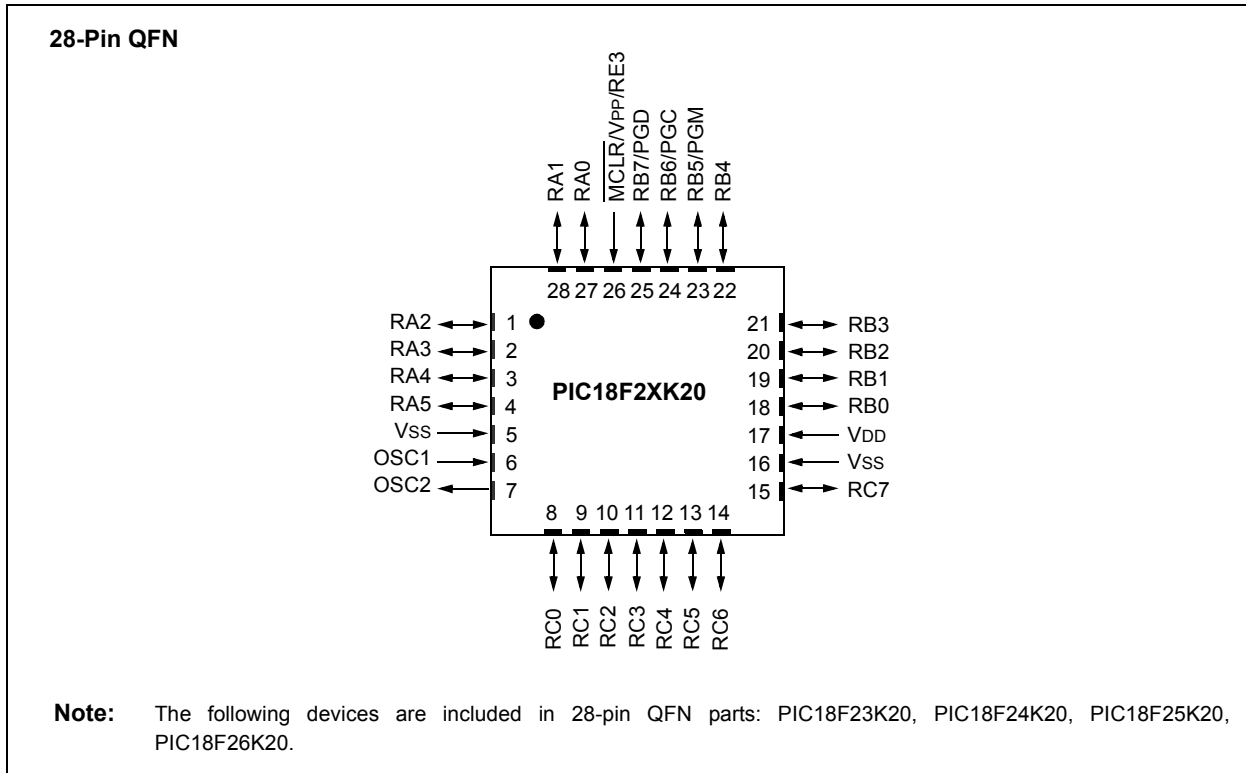 28-Pin QFN
RA1
RA0
MCLR/VPP/RE3
RB7/PGD
RB6/PGC
RB5/PGM
RB4
28 27 26 25 24 23 22
RA2 1
RA3 2
RA4 3
RA5 4
VSS 5
OSC1 6
OSC2 7
PIC18F2XK20
21 RB3
20 RB2
19 RB1
18 RB0
17 VDD
16 VSS
15 RC7
8 9 10 11 12 13 14
RC0
RC1
RC2
RC3
RC4
RC5
RC6
Note: The following devices are included in 28-pin QFN parts: PIC18F23K20, PIC18F24K20, PIC18F25K20,
PIC18F26K20.